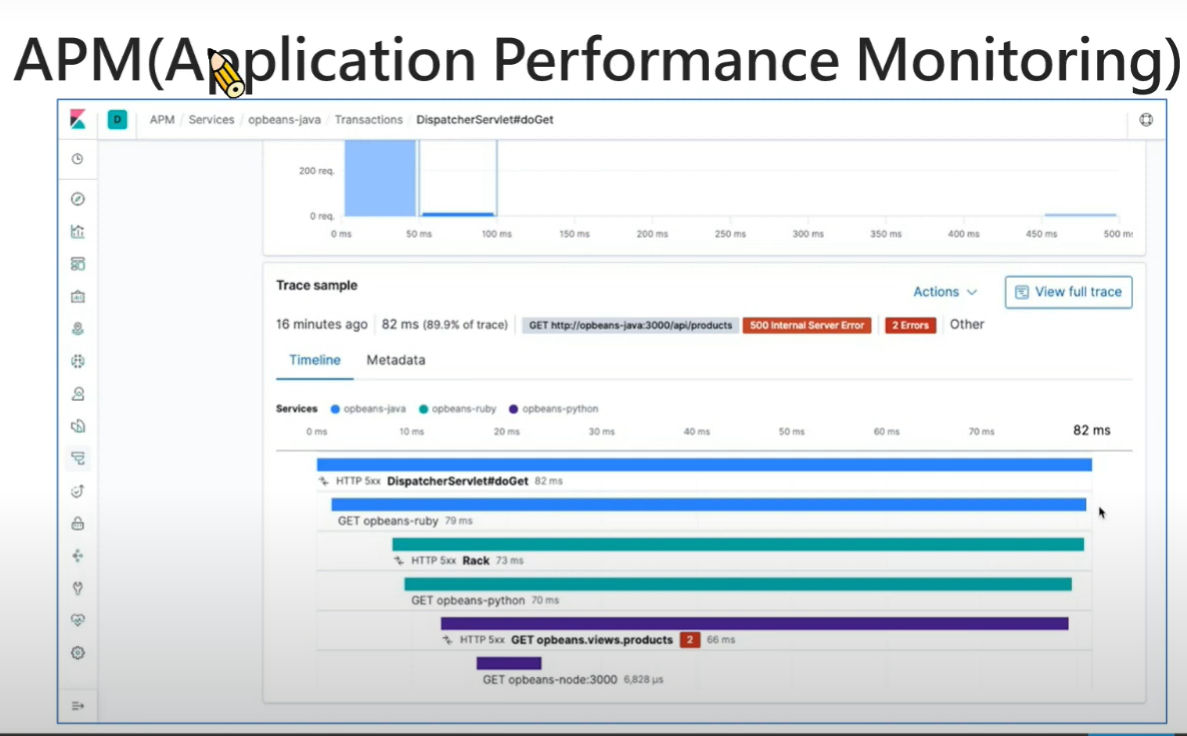 APM(Application Performance Monitoring)
D APM / Services / opbeans-java / Transactions / DispatcherServlet#doGet
200 req.
0 req.
0 ms 50 ms 100 ms 150 ms 200 ms 250 ms 300 ms 350 ms 400 ms 450 ms 500 m
Trace sample
Actions View full trace
16 minutes ago 82 ms (89.9% of trace) GET http://opbeans-java:3000/api/products 500 Internal Server Error 2 Errors Other
Timeline Metadata
Services opbeans-java opbeans-ruby opbeans-python
0 ms 10 ms 20 ms 30 ms 40 ms 50 ms 60 ms 70 ms 82 ms
HTTP 5xx DispatcherServlet#doGet 82 ms
GET opbeans-ruby 79 ms
HTTP 5xx Rack 73 ms
GET opbeans-python 70 ms
HTTP 5xx GET opbeans.views.products 2 66 ms
GET opbeans-node:3000 6,828 μs